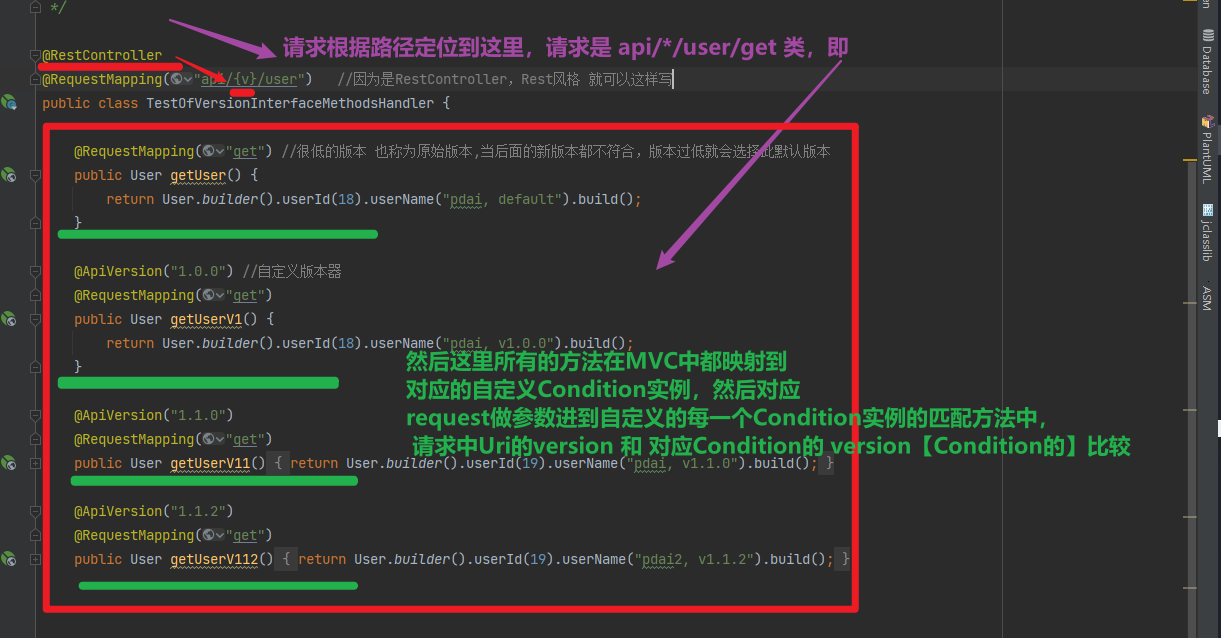 */
请求根据路径定位到这里，请求是 api/*/user/get 类，即
@RestController
@RequestMapping("api/{v}/user") //因为是RestController，Rest风格 就可以这样写
public class TestOfVersionInterfaceMethodsHandler {
@RequestMapping("get") //很低的版本 也称为原始版本,当后面的新版本都不符合，版本过低就会选择此默认版本
public User getUser() {
return User.builder().userId(18).userName("pdai, default").build();
}
@ApiVersion("1.0.0") //自定义版本器
@RequestMapping("get")
public User getUserV1() {
return User.builder().userId(18).userName("pdai, v1.0.0").build();
}
然后这里所有的方法在MVC中都映射到
对应的自定义Condition实例，然后对应
request做参数进到自定义的每一个Condition实例的匹配方法中，
请求中Uri的version 和 对应Condition的 version【Condition的】比较
@ApiVersion("1.1.0")
@RequestMapping("get")
public User getUserV11() { return User.builder().userId(19).userName("pdai, v1.1.0").build(); }
@ApiVersion("1.1.2")
@RequestMapping("get")
public User getUserV112() { return User.builder().userId(19).userName("pdai2, v1.1.2").build(); }
Database
PlantUML
jclasslib
ASM